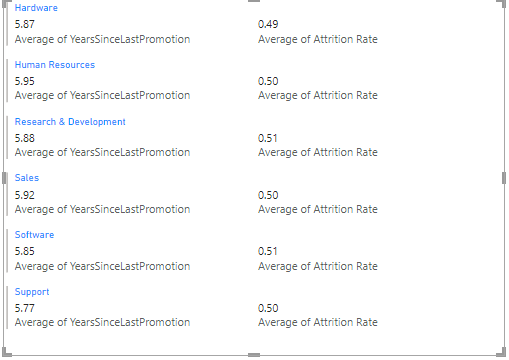 Hardware
5.87 0.49
Average of YearsSinceLastPromotion Average of Attrition Rate
Human Resources
5.95 0.50
Average of YearsSinceLastPromotion Average of Attrition Rate
Research & Development
5.88 0.51
Average of YearsSinceLastPromotion Average of Attrition Rate
Sales
5.92 0.50
Average of YearsSinceLastPromotion Average of Attrition Rate
Software
5.85 0.51
Average of YearsSinceLastPromotion Average of Attrition Rate
Support
5.77 0.50
Average of YearsSinceLastPromotion Average of Attrition Rate